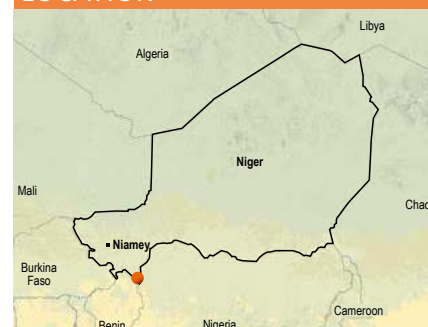 Libya
Algeria
Niger
Mali
Chad
Niamey
Burkina
Faso
Benin
Nigeria
Cameroon